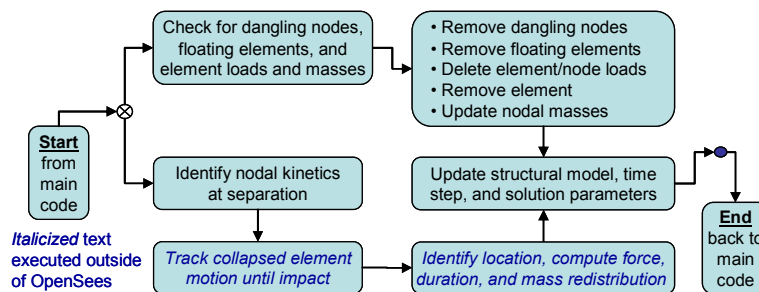 Check for dangling nodes,
floating elements, and
element loads and masses
• Remove dangling nodes
• Remove floating elements
• Delete element/node loads
• Remove element
• Update nodal masses
Start
from
main
code
Identify nodal kinetics
at separation
Update structural model, time
step, and solution parameters
End
back to
main
code
Italicized text
executed outside
of OpenSees
Track collapsed element
motion until impact
Identify location, compute force,
duration, and mass redistribution